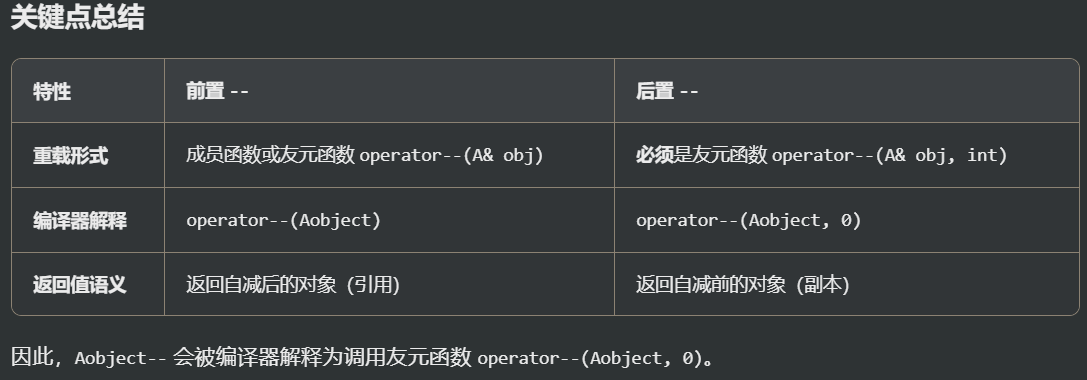 关键点总结
特性 前置 -- 后置 --
重载形式 成员函数或友元函数 operator--(A& obj) 必须是友元函数 operator--(A& obj, int)
编译器解释 operator--(Aobject) operator--(Aobject, 0)
返回值语义 返回自减后的对象（引用） 返回自减前的对象（副本）
因此，Aobject-- 会被编译器解释为调用友元函数 operator--(Aobject, 0)。